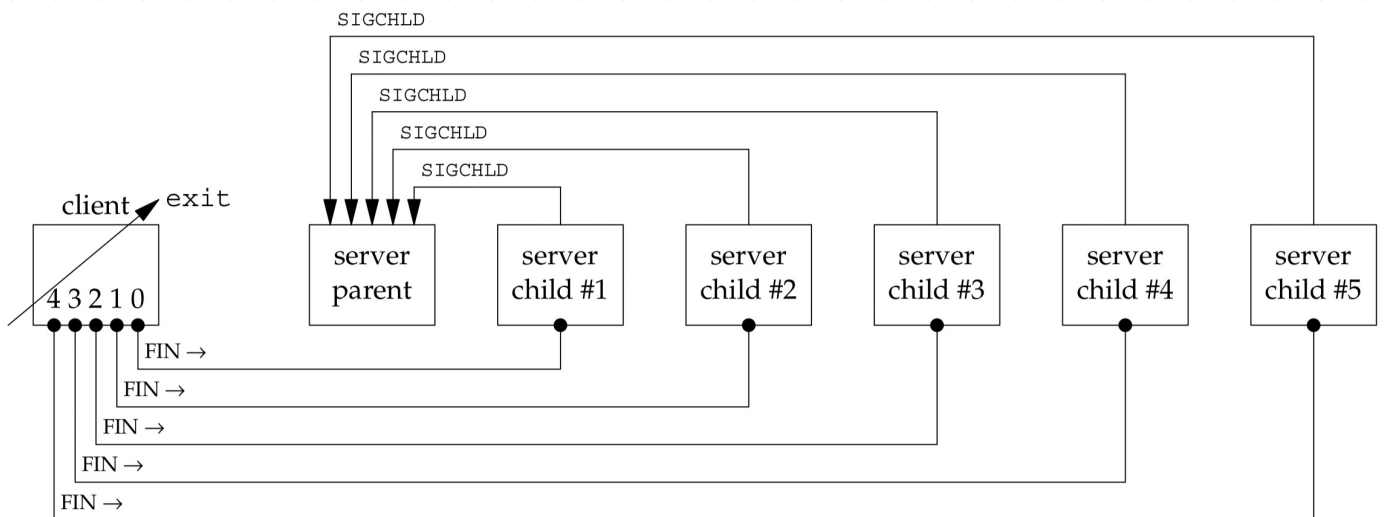 SIGCHLD
SIGCHLD
SIGCHLD
SIGCHLD
SIGCHLD
client
exit
4 3 2 1 0
server
parent
server
child #1
server
child #2
server
child #3
server
child #4
server
child #5
FIN →
FIN →
FIN →
FIN →
FIN →